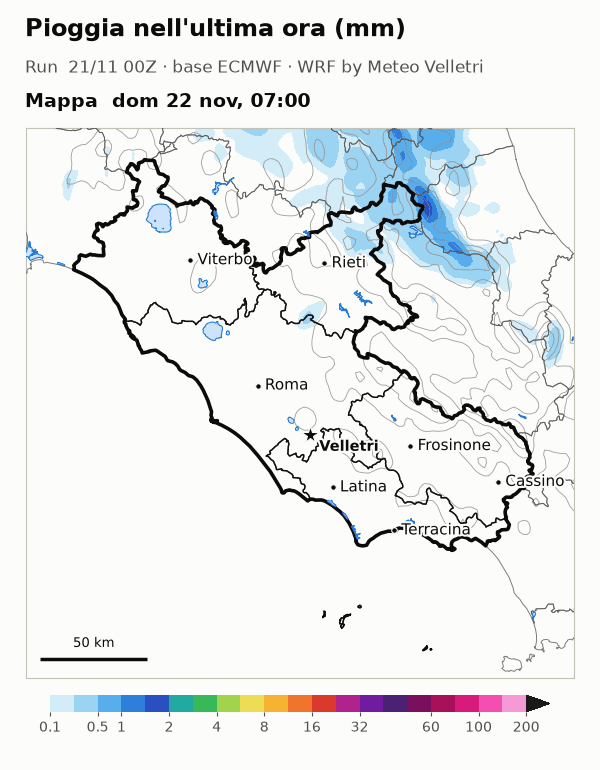 Pioggia nell'ultima ora (mm)
Run  21/11 00Z · base ECMWF · WRF by Meteo Velletri
Mappa  dom 22 nov, 07:00
Viterbo
Rieti
Roma
Velletri
Frosinone
Latina
Cassino
Terracina
50 km
0.1 0.5 1 2 4 8 16 32 60 100 200